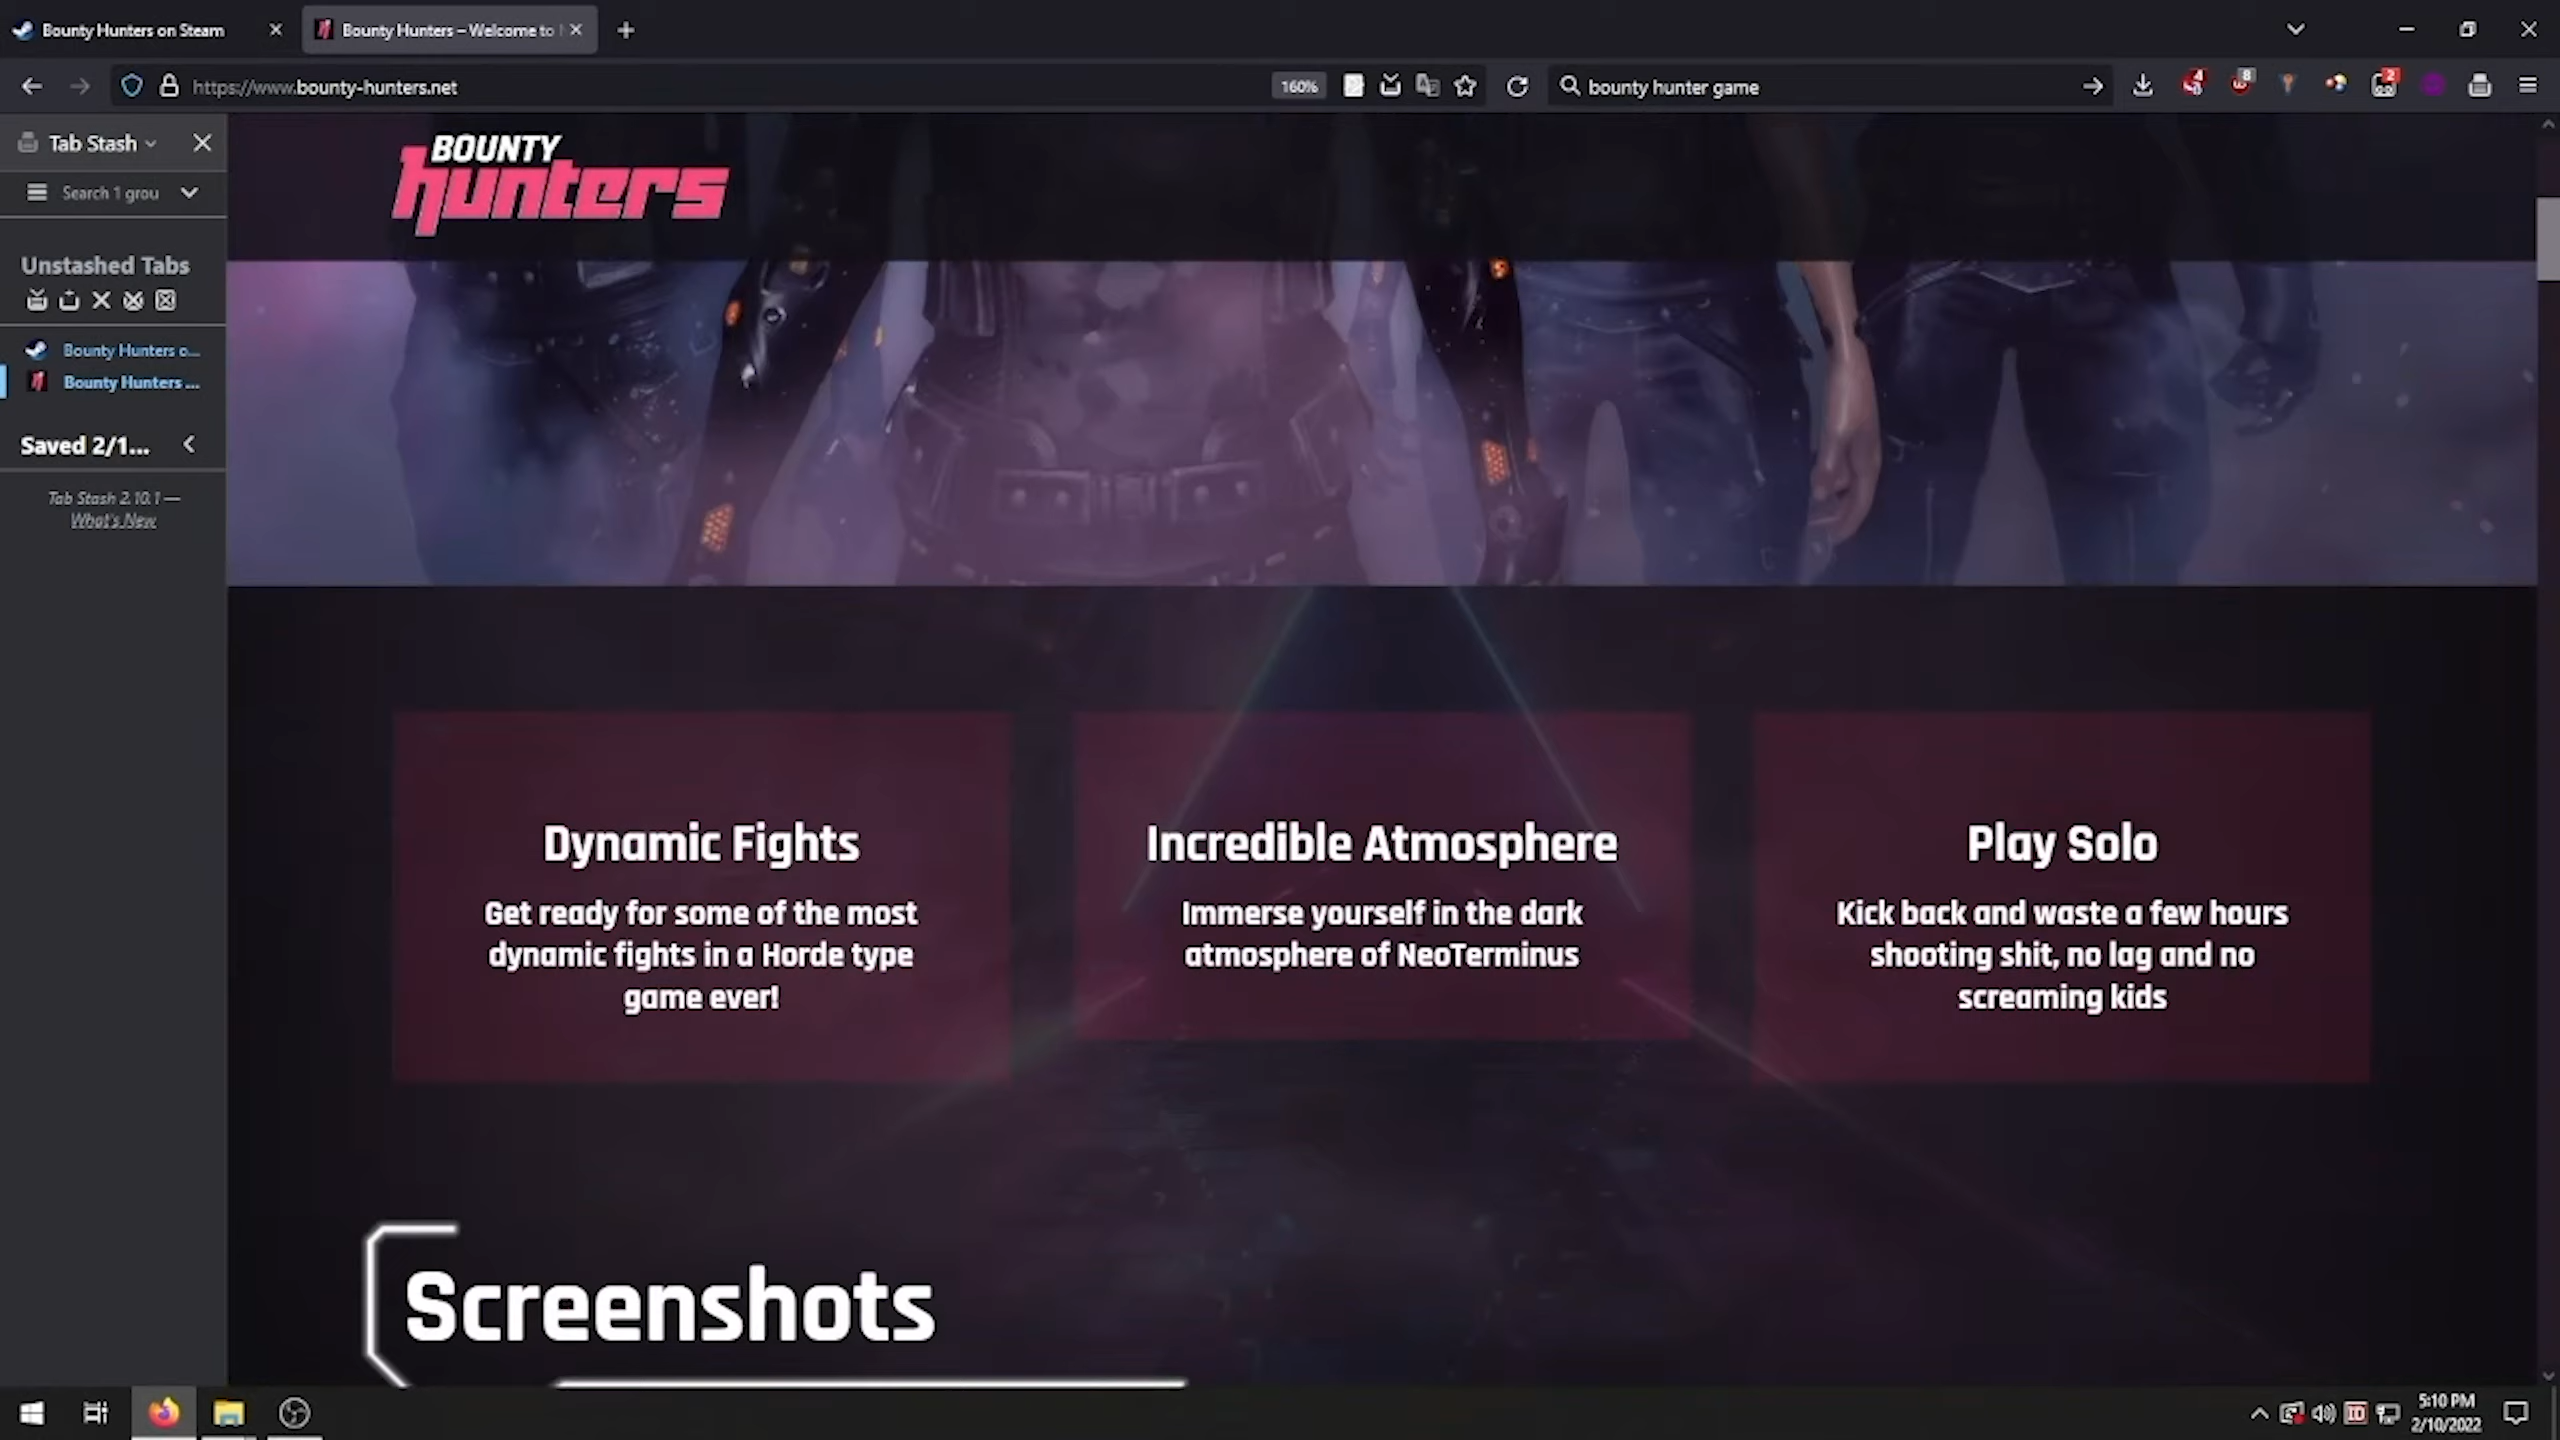 Bounty Hunters on Steam
Bounty Hunters – Welcome to
https://www.bounty-hunters.net
160%
bounty hunter game
4
8
2
Tab Stash
Search 1 grou
Unstashed Tabs
Bounty Hunters o...
Bounty Hunters ...
Saved 2/1...
Tab Stash 2.10.1 —
What's New
BOUNTY
hunters
Dynamic Fights
Get ready for some of the most
dynamic fights in a Horde type
game ever!
Incredible Atmosphere
Immerse yourself in the dark
atmosphere of NeoTerminus
Play Solo
Kick back and waste a few hours
shooting shit, no lag and no
screaming kids
Screenshots
5:10 PM
2/10/2022